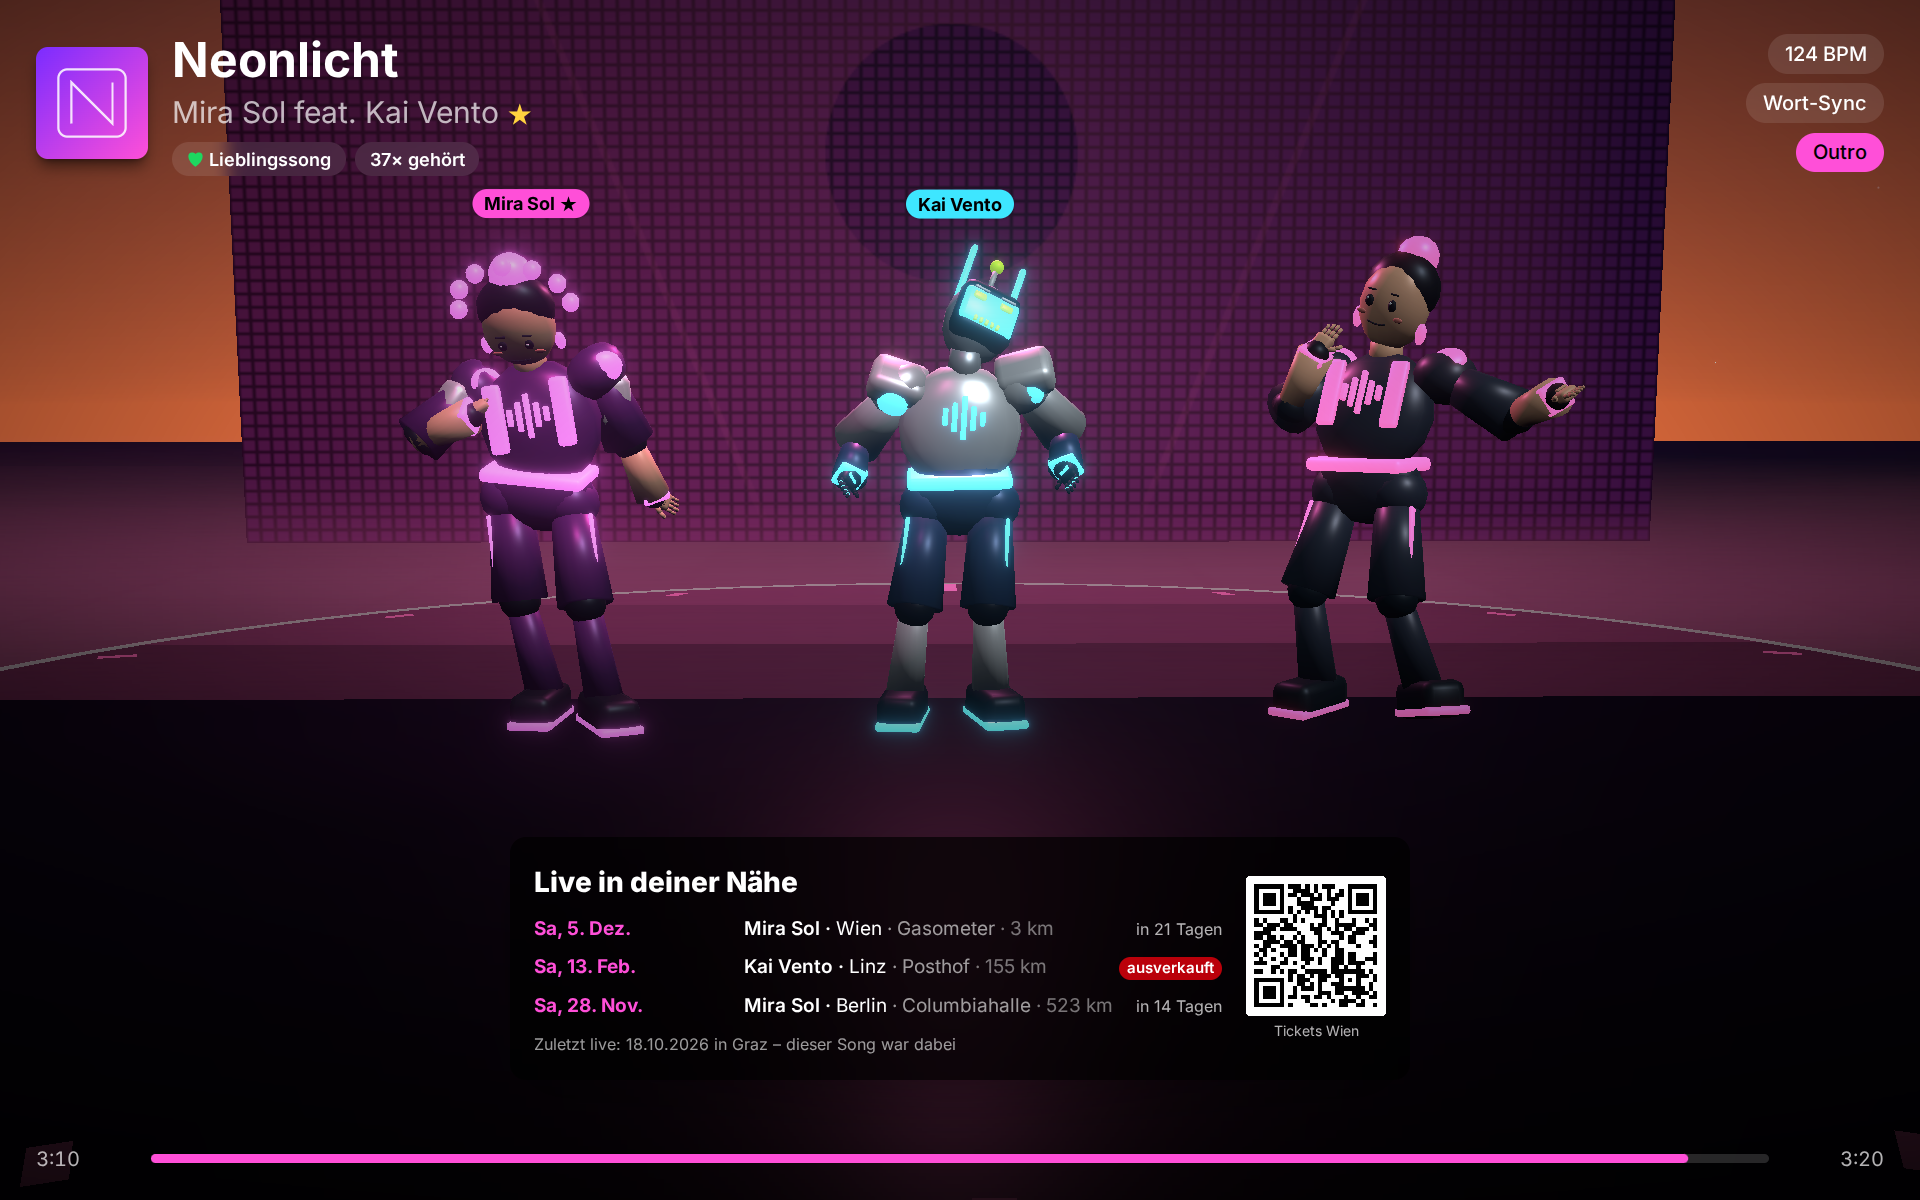 N
Neonlicht
Mira Sol feat. Kai Vento ★
Lieblingssong
37× gehört
124 BPM
Wort-Sync
Outro
Mira Sol ★
Kai Vento
Live in deiner Nähe
Sa, 5. Dez. Mira Sol · Wien · Gasometer · 3 km in 21 Tagen
Sa, 13. Feb. Kai Vento · Linz · Posthof · 155 km ausverkauft
Sa, 28. Nov. Mira Sol · Berlin · Columbiahalle · 523 km in 14 Tagen
Zuletzt live: 18.10.2026 in Graz – dieser Song war dabei
Tickets Wien
3:10
3:20